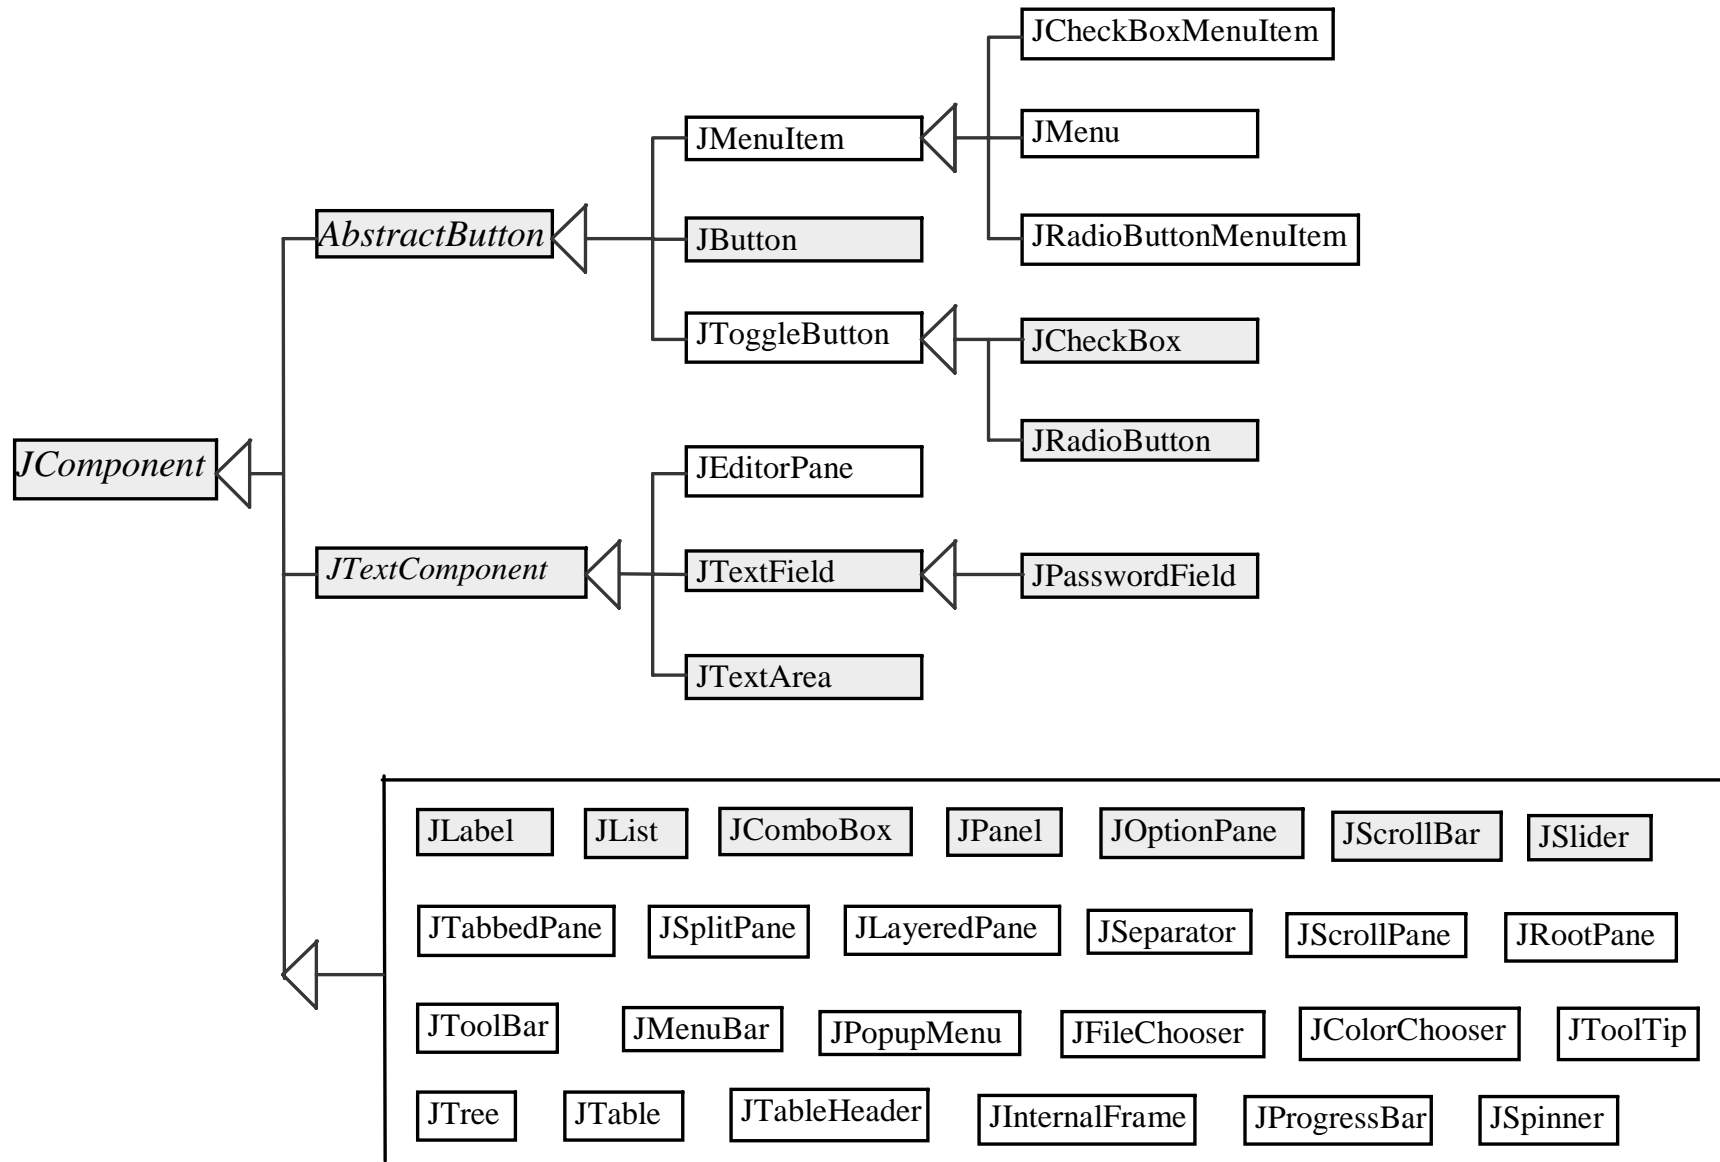 JCheckBoxMenuItem
JMenuItem
JMenu
AbstractButton
JButton
JRadioButtonMenuItem
JToggleButton
JCheckBox
JComponent
JRadioButton
JEditorPane
JTextComponent
JTextField
JPasswordField
JTextArea
JLabel JList JComboBox JPanel JOptionPane JScrollBar JSlider
JTabbedPane JSplitPane JLayeredPane JSeparator JScrollPane JRootPane
JToolBar JMenuBar JPopupMenu JFileChooser JColorChooser JToolTip
JTree JTable JTableHeader JInternalFrame JProgressBar JSpinner